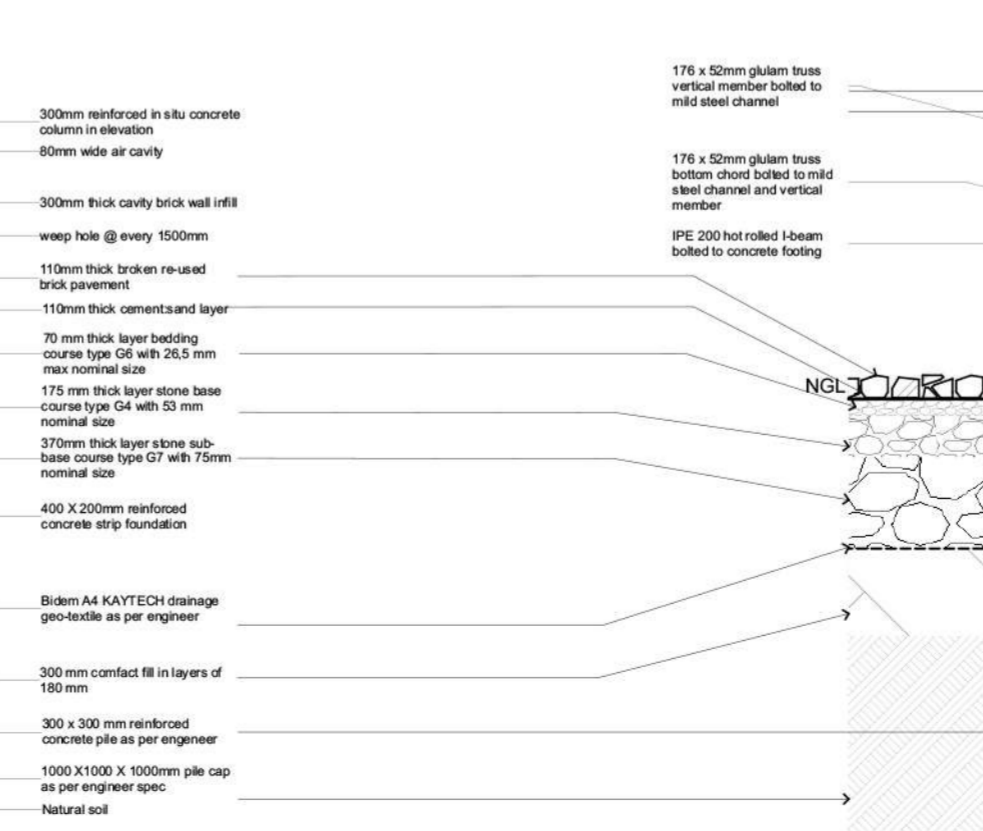 300mm reinforced in situ concrete
column in elevation
80mm wide air cavity
300mm thick cavity brick wall infill
weep hole @ every 1500mm
110mm thick broken re-used
brick pavement
110mm thick cement:sand layer
70 mm thick layer bedding
course type G6 with 26,5 mm
max nominal size
175 mm thick layer stone base
course type G4 with 53 mm
nominal size
370mm thick layer stone sub-
base course type G7 with 75mm
nominal size
400 X 200mm reinforced
concrete strip foundation
Bidem A4 KAYTECH drainage
geo-textile as per engineer
300 mm comfact fill in layers of
180 mm
300 x 300 mm reinforced
concrete pile as per engeneer
1000 X1000 X 1000mm pile cap
as per engineer spec
Natural soil
176 x 52mm glulam truss
vertical member bolted to
mild steel channel
176 x 52mm glulam truss
bottom chord bolted to mild
steel channel and vertical
member
IPE 200 hot rolled I-beam
bolted to concrete footing
NGL